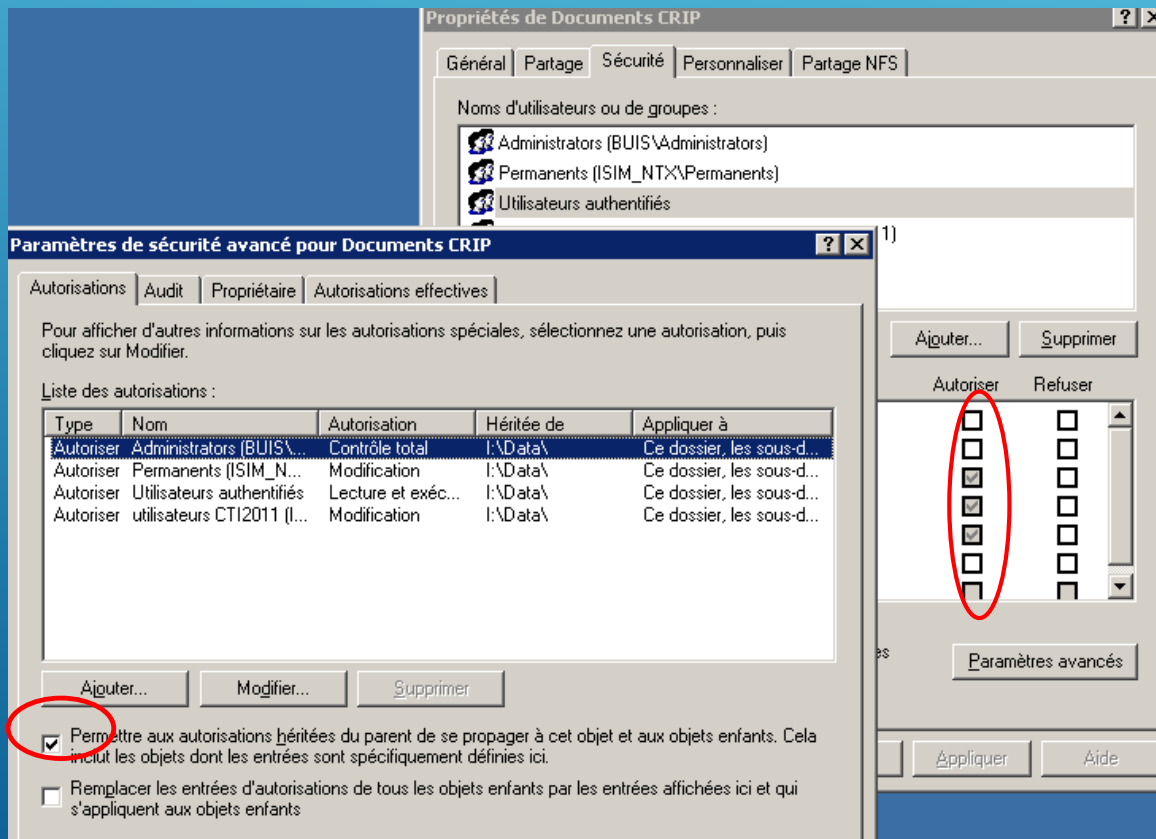 Propriétés de Documents CRIP
Général Partage Sécurité Personnaliser Partage NFS
Noms d'utilisateurs ou de groupes :
Administrators (BUIS\Administrators)
Permanents (ISIM_NTX\Permanents)
Utilisateurs authentifiés
1)
Ajouter... Supprimer
Autoriser Refuser
Paramètres avancés
Appliquer Aide
Paramètres de sécurité avancé pour Documents CRIP
Autorisations Audit Propriétaire Autorisations effectives
Pour afficher d'autres informations sur les autorisations spéciales, sélectionnez une autorisation, puis
cliquez sur Modifier.
Liste des autorisations :
Type Nom Autorisation Héritée de Appliquer à
Autoriser Administrators (BUIS\... Contrôle total I:\Data\ Ce dossier, les sous-d...
Autoriser Permanents (ISIM_N... Modification I:\Data\ Ce dossier, les sous-d...
Autoriser Utilisateurs authentifiés Lecture et exéc... I:\Data\ Ce dossier, les sous-d...
Autoriser utilisateurs CTI2011 (I... Modification I:\Data\ Ce dossier, les sous-d...
Ajouter... Modifier... Supprimer
Permettre aux autorisations héritées du parent de se propager à cet objet et aux objets enfants. Cela
inclut les objets dont les entrées sont spécifiquement définies ici.
Remplacer les entrées d'autorisations de tous les objets enfants par les entrées affichées ici et qui
s'appliquent aux objets enfants